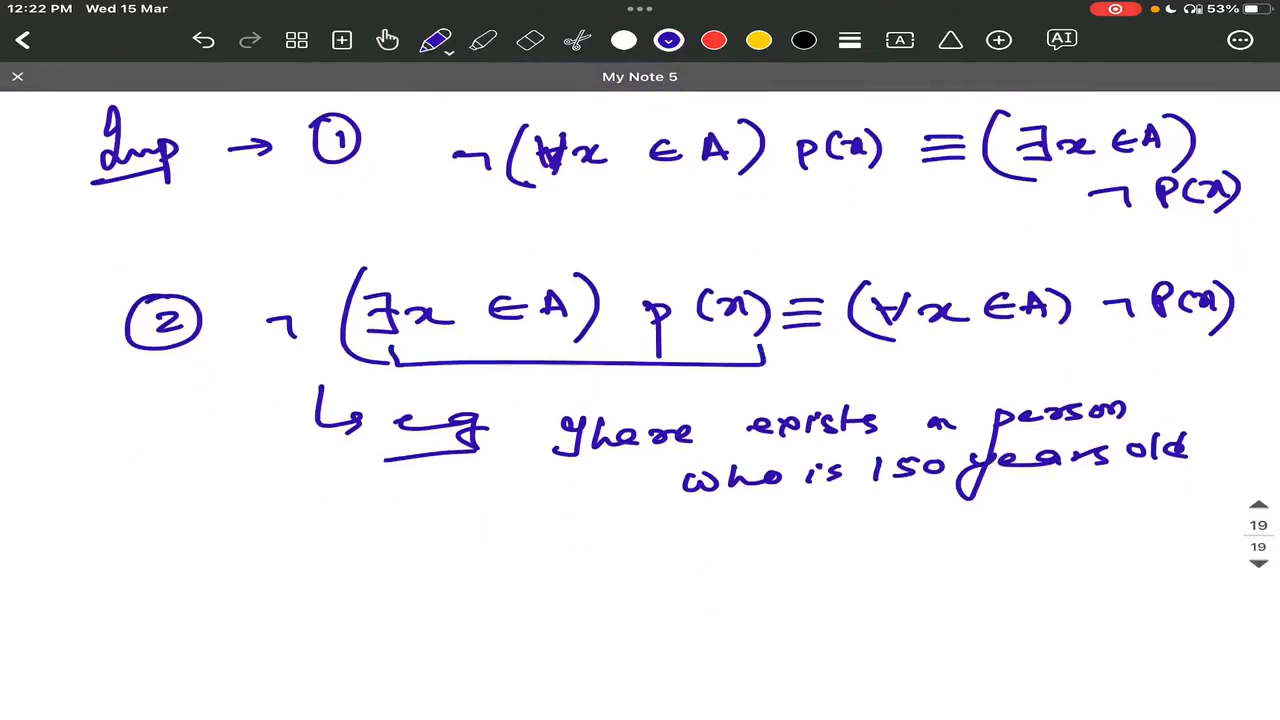 12:22 PM Wed 15 Mar
53%
A
AI
My Note 5
Imp → ① ¬(∀x ∈ A) p(x) ≡ (∃x ∈ A)
¬ P(x)
② ¬ (∃x ∈ A) p(x) ≡ (∀x ∈ A) ¬ P(x)
↳ eg There exists a person
who is 150 years old
19
19